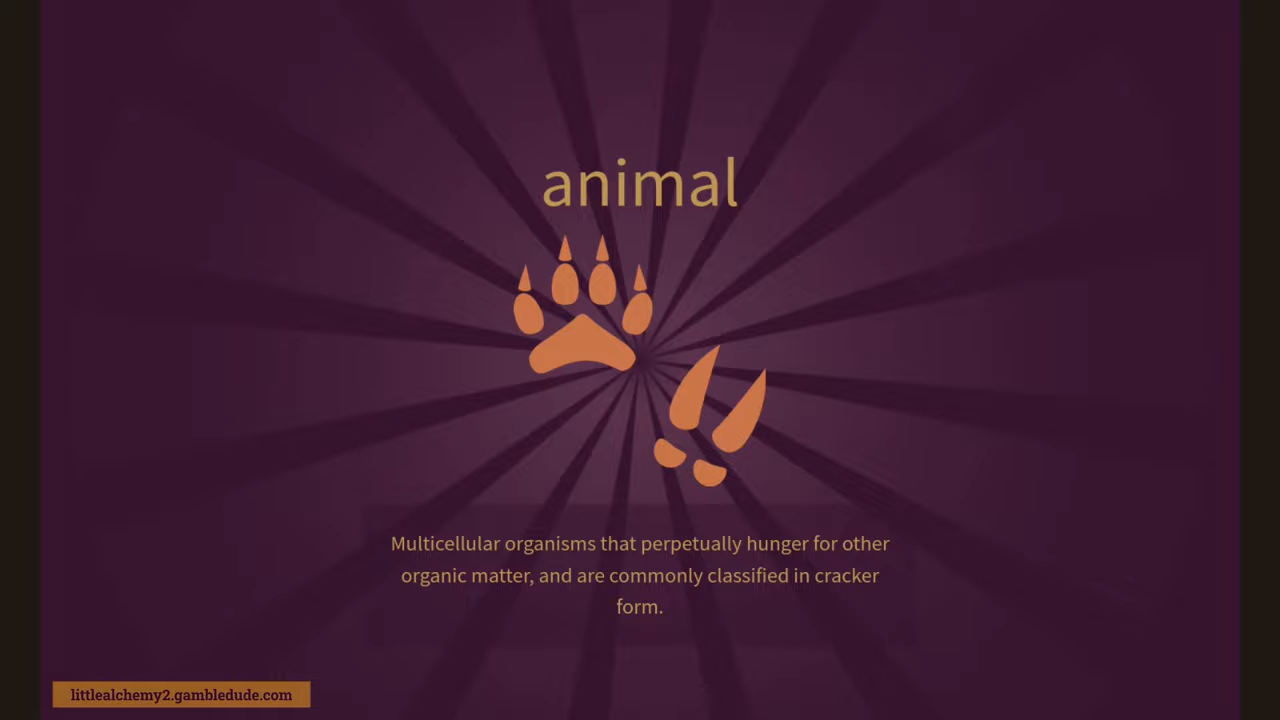 animal
Multicellular organisms that perpetually hunger for other
organic matter, and are commonly classified in cracker
form.
littlealchemy2.gambledude.com